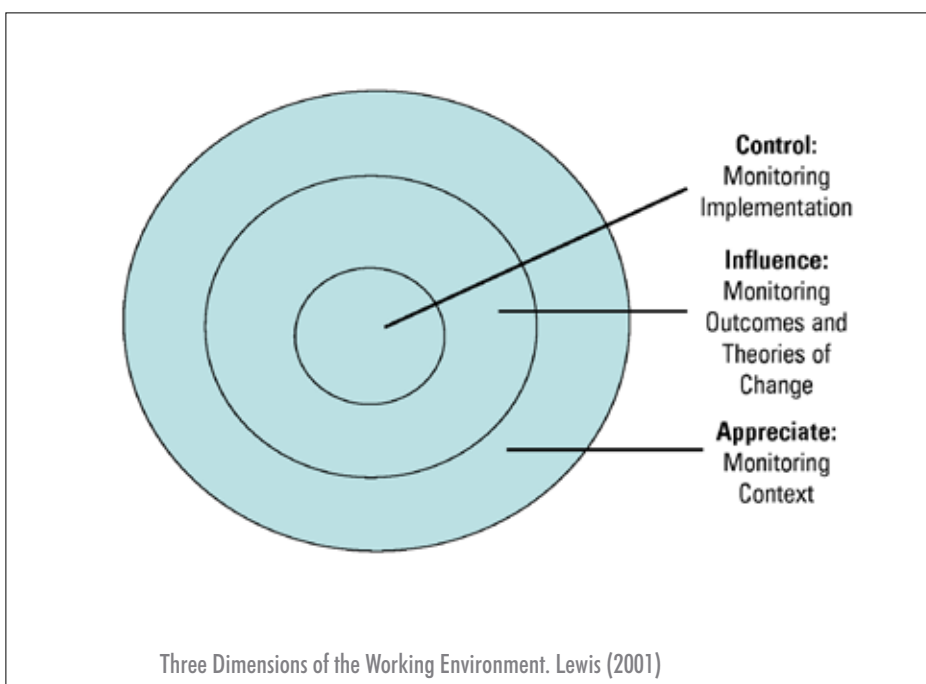 Control:
Monitoring
Implementation
Influence:
Monitoring
Outcomes and
Theories of
Change
Appreciate:
Monitoring
Context
Three Dimensions of the Working Environment. Lewis (2001)